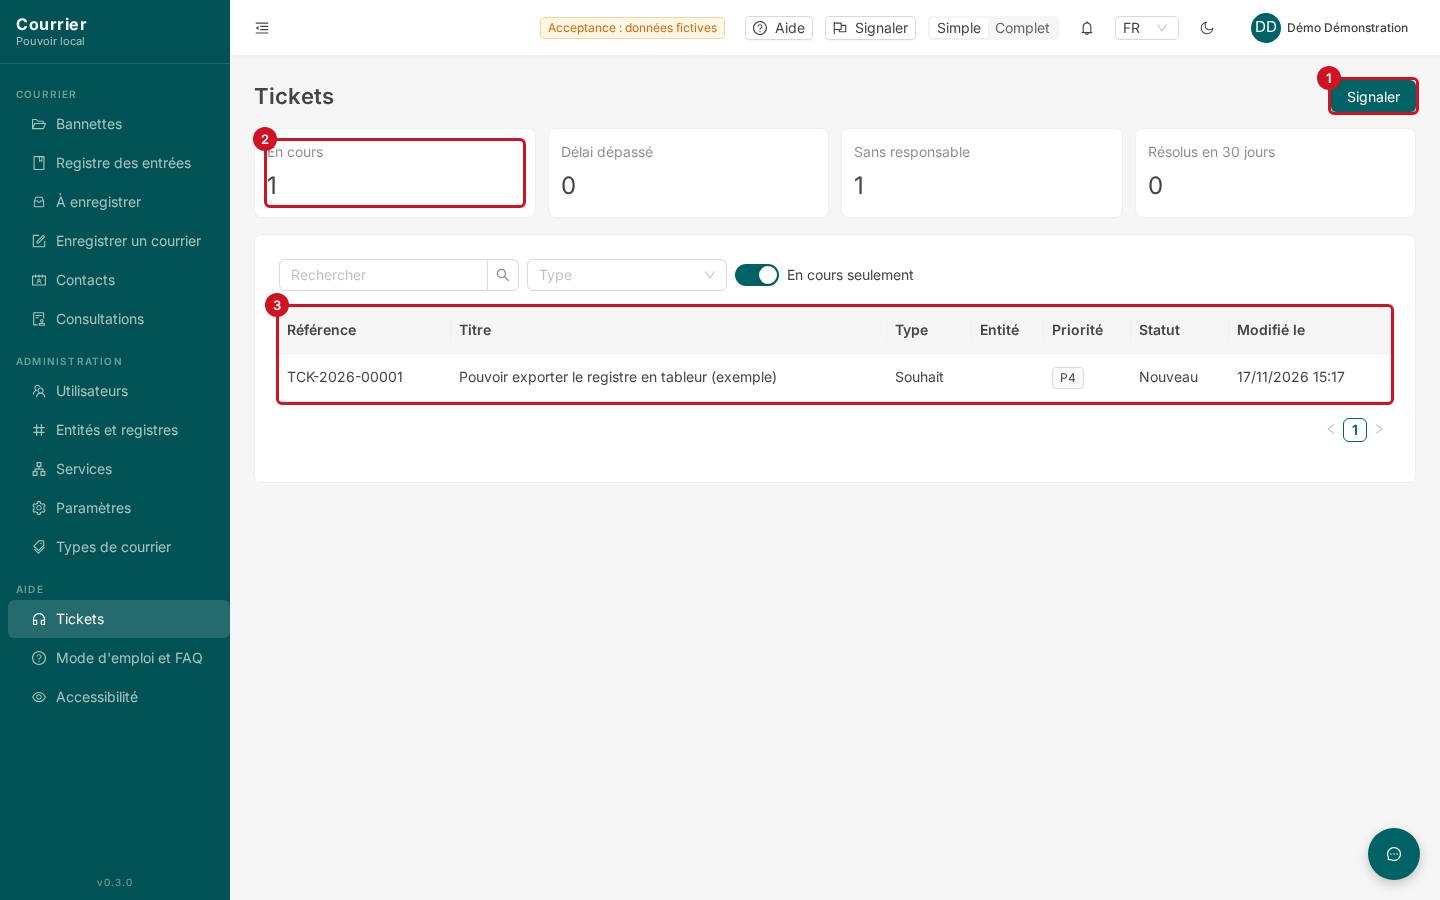 Courrier
Pouvoir local
Acceptance : données fictives
Aide
Signaler
Simple
Complet
FR
DD
Démo Démonstration
COURRIER
Bannettes
Registre des entrées
À enregistrer
Enregistrer un courrier
Contacts
Consultations
ADMINISTRATION
Utilisateurs
Entités et registres
Services
Paramètres
Types de courrier
AIDE
Tickets
Mode d'emploi et FAQ
Accessibilité
v0.3.0
Tickets
1
Signaler
2
En cours
1
Délai dépassé
0
Sans responsable
1
Résolus en 30 jours
0
Rechercher
Type
En cours seulement
3
Référence Titre Type Entité Priorité Statut Modifié le
TCK-2026-00001 Pouvoir exporter le registre en tableur (exemple) Souhait P4 Nouveau 17/11/2026 15:17
1